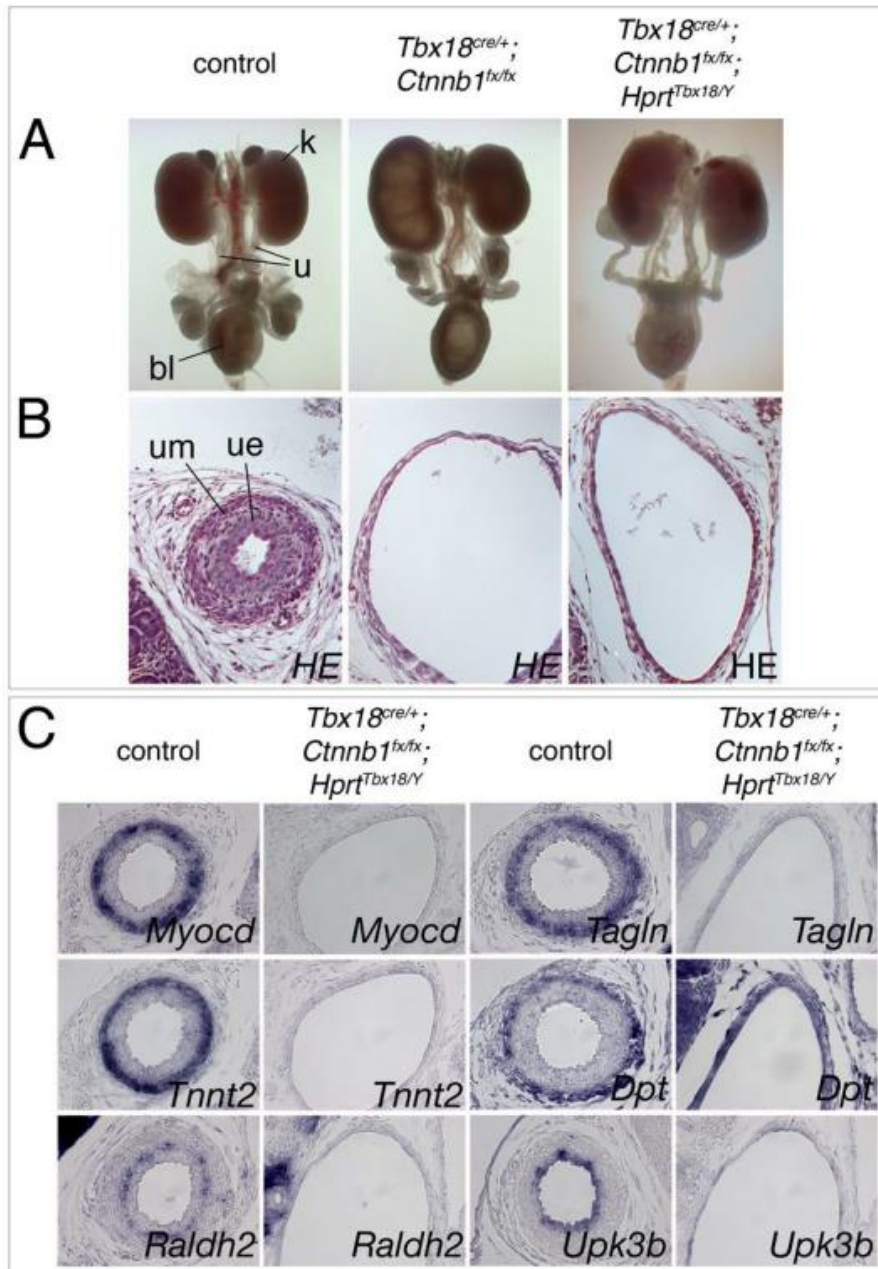 control
Tbx18cre/+;
Ctnnb1fx/fx
Tbx18cre/+;
Ctnnb1fx/fx;
HprtTbx18/Y
A
k
u
bl
B
um
ue
HE
HE
HE
C
control
Tbx18cre/+;
Ctnnb1fx/fx;
HprtTbx18/Y
control
Tbx18cre/+;
Ctnnb1fx/fx;
HprtTbx18/Y
Myocd
Myocd
Tagln
Tagln
Tnnt2
Tnnt2
Dpt
Dpt
Raldh2
Raldh2
Upk3b
Upk3b